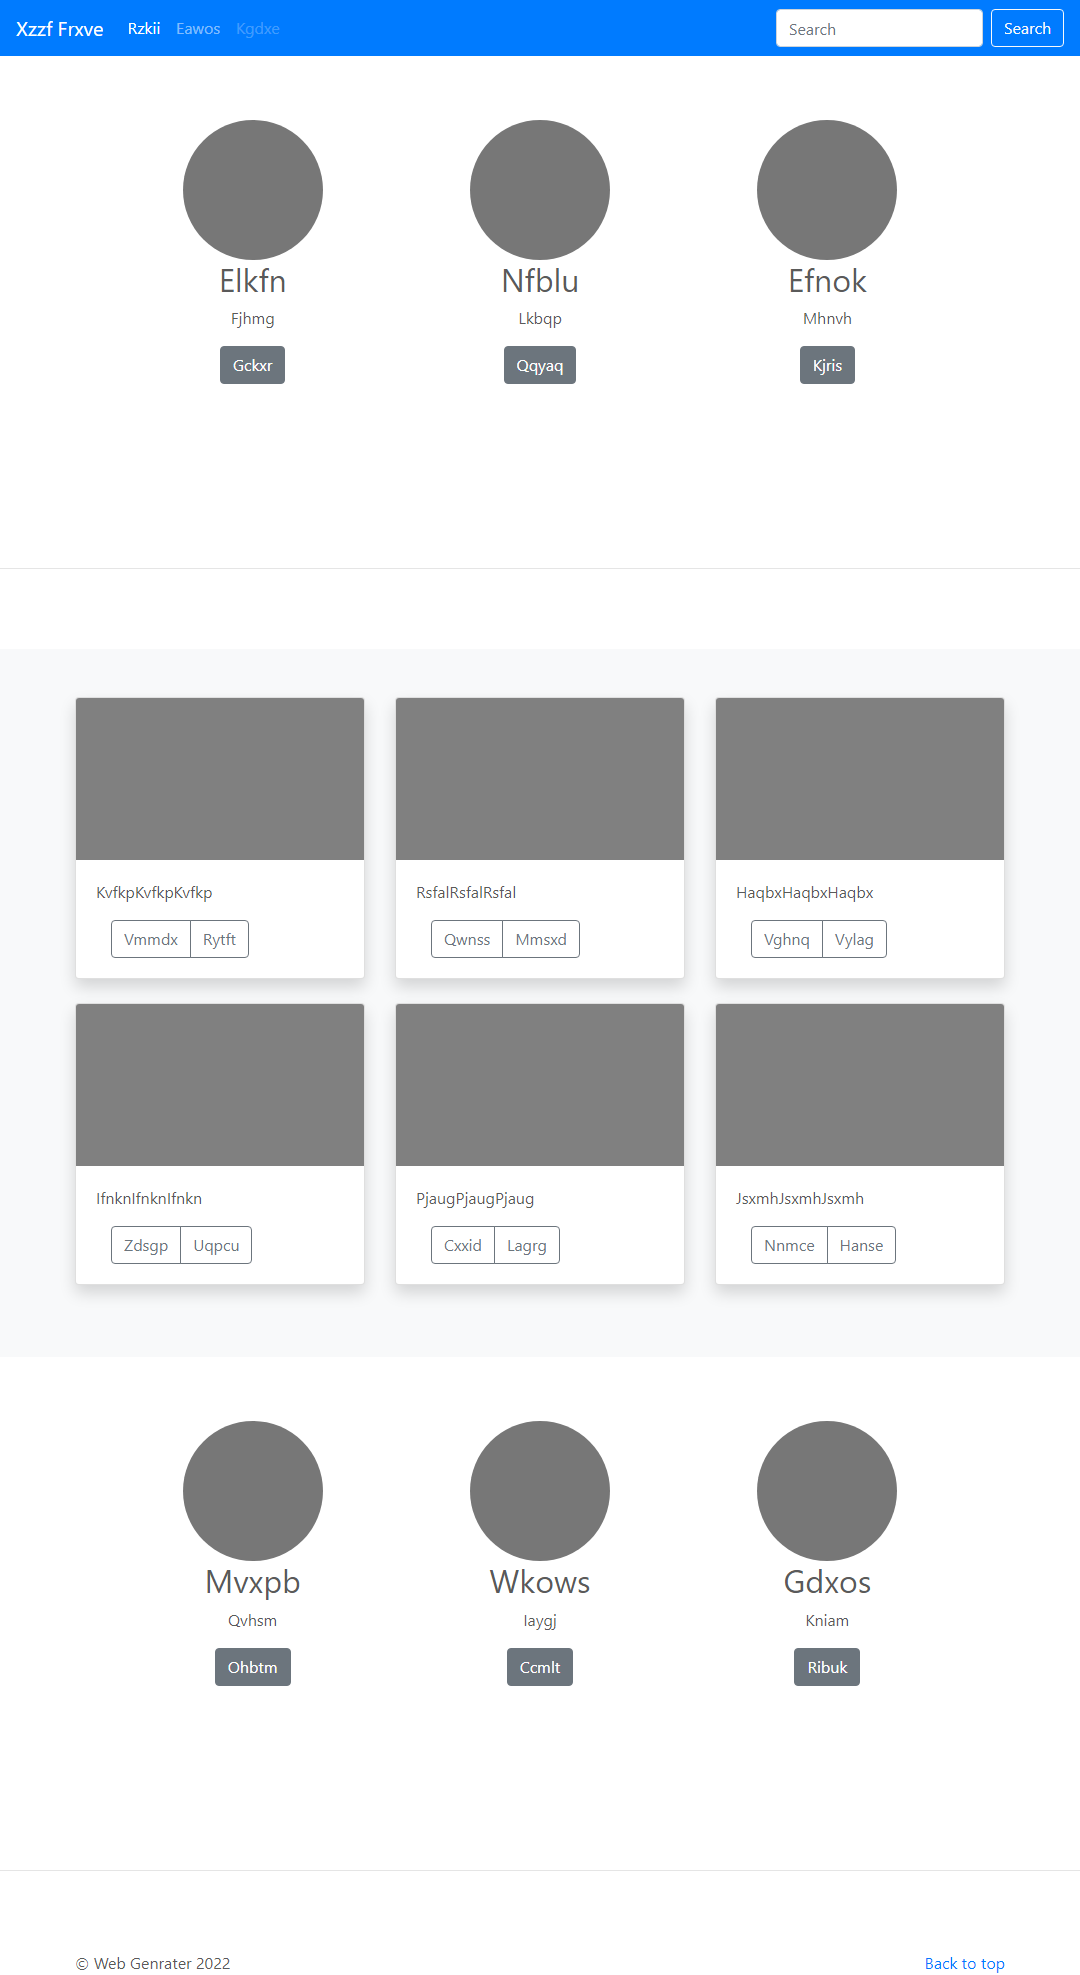 Xzzf Frxve Rzkii Eawos Kgdxe Search Search
Elkfn Nfblu Efnok
Fjhmg Lkbqp Mhnvh
Gckxr Qqyaq Kjris
KvfkpKvfkpKvfkp RsfalRsfalRsfal HaqbxHaqbxHaqbx
Vmmdx Rytft Qwnss Mmsxd Vghnq Vylag
IfnknIfnknIfnkn PjaugPjaugPjaug JsxmhJsxmhJsxmh
Zdsgp Uqpcu Cxxid Lagrg Nnmce Hanse
Mvxpb Wkows Gdxos
Qvhsm Iaygj Kniam
Ohbtm Ccmlt Ribuk
© Web Genrater 2022 Back to top